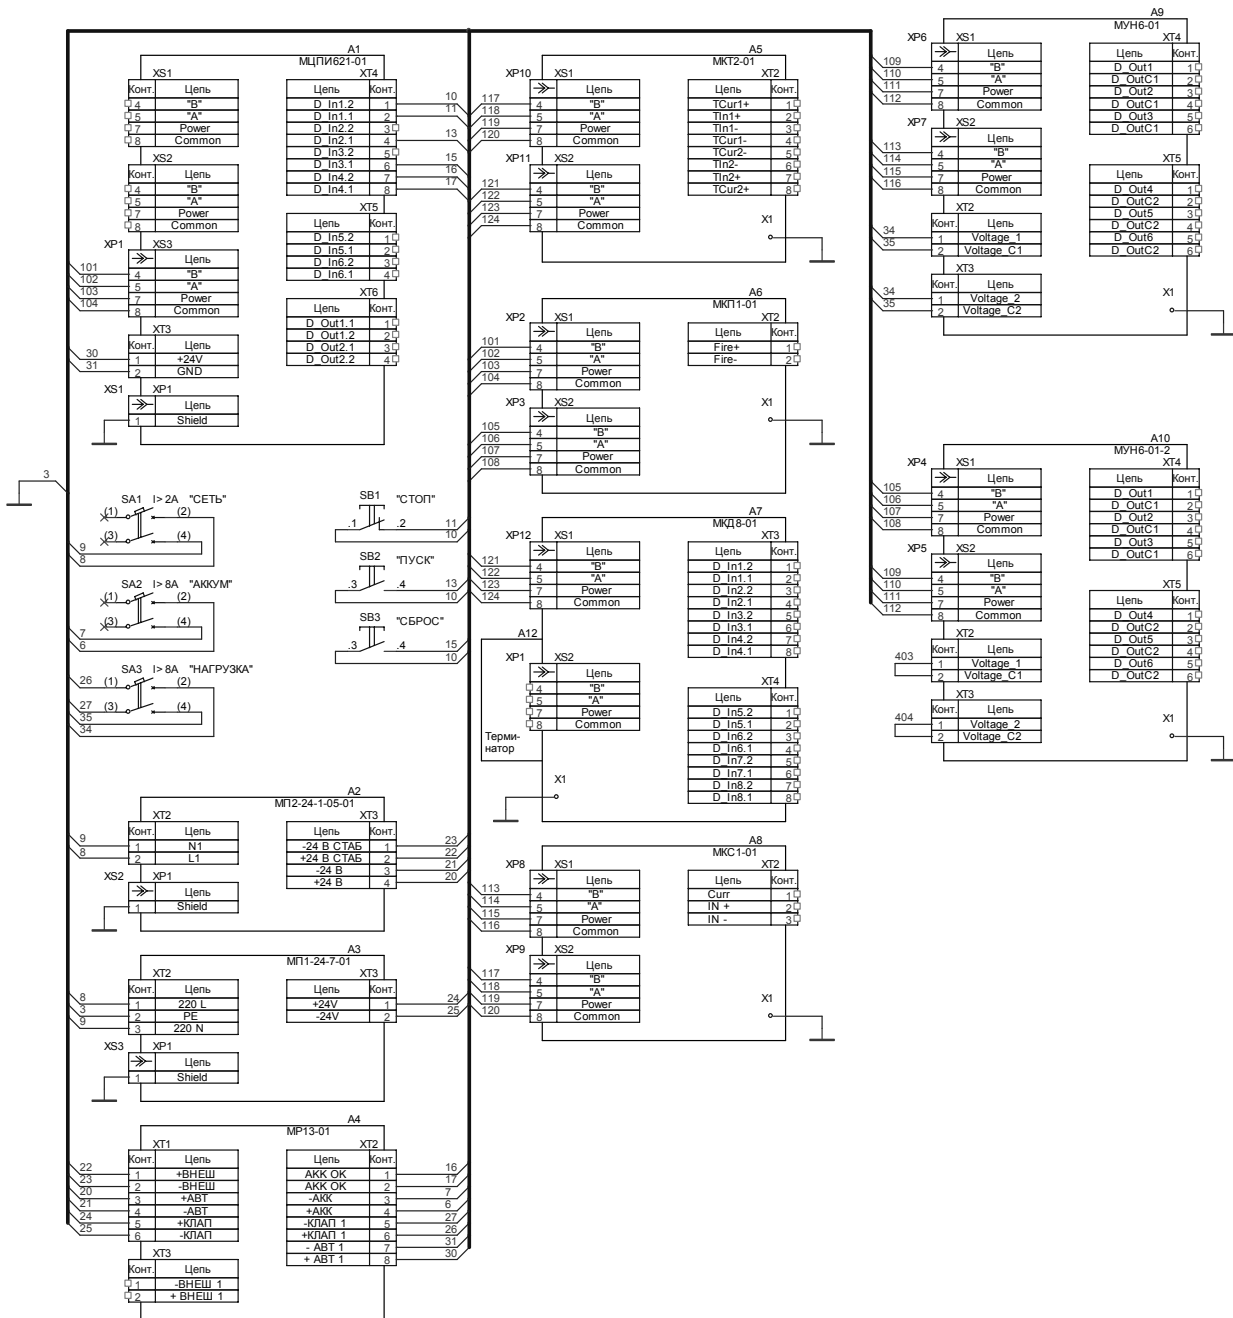 A1
МЦПИ621-01
XS1
Конт. Цепь
4 "B"
5 "A"
7 Power
8 Common
XS2
Конт. Цепь
4 "B"
5 "A"
7 Power
8 Common
XP1 XS3
Цепь
101 4 "B"
102 5 "A"
103 7 Power
104 8 Common
XT3
Конт. Цепь
30 1 +24V
31 2 GND
XS1 XP1
Цепь
1 Shield
XT4
Цепь Конт.
D_In1.2 1 10
D_In1.1 2 11
D_In2.2 3
D_In2.1 4 13
D_In3.2 5
D_In3.1 6 15
D_In4.2 7 16
D_In4.1 8 17
XT5
Цепь Конт.
D_In5.2 1
D_In5.1 2
D_In6.2 3
D_In6.1 4
XT6
Цепь Конт.
D_Out1.1 1
D_Out1.2 2
D_Out2.1 3
D_Out2.2 4
3
SA1 I>2A "СЕТЬ"
(1) (2)
(3) (4)
9
8
SA2 I>8A "АККУМ"
(1) (2)
(3) (4)
7
6
SA3 I>8A "НАГРУЗКА"
26 (1) (2)
27 (3) (4)
35
34
SB1 "СТОП"
.1 .2 11
10
SB2 "ПУСК"
.3 .4 13
10
SB3 "СБРОС"
.3 .4 15
10
A2
МП2-24-1-05-01
XT2
Конт. Цепь
9 1 N1
8 2 L1
XS2 XP1
Цепь
1 Shield
XT3
Цепь Конт.
-24 В СТАБ 1 23
+24 В СТАБ 2 22
-24 В 3 21
+24 В 4 20
A3
МП1-24-7-01
XT2
Конт. Цепь
8 1 220 L
3 2 PE
9 3 220 N
XS3 XP1
Цепь
1 Shield
XT3
Цепь Конт.
+24V 1 24
-24V 2 25
A4
МР13-01
XT1
Конт. Цепь
22 1 +ВНЕШ
23 2 -ВНЕШ
20 3 +АВТ
21 4 -АВТ
24 5 +КЛАП
25 6 -КЛАП
XT3
Конт. Цепь
1 -ВНЕШ 1
2 + ВНЕШ 1
XT2
Цепь Конт.
АКК ОК 1 16
АКК ОК 2 17
-АКК 3 7
+АКК 4 6
-КЛАП 1 5 27
+КЛАП 1 6 26
- АВТ 1 7 31
+ АВТ 1 8 30
A5
МКТ2-01
XP10 XS1
Цепь
117 4 "B"
118 5 "A"
119 7 Power
120 8 Common
XP11 XS2
Цепь
121 4 "B"
122 5 "A"
123 7 Power
124 8 Common
XT2
Цепь Конт.
TCur1+ 1
TIn1+ 2
TIn1- 3
TCur1- 4
TCur2- 5
TIn2- 6
TIn2+ 7
TCur2+ 8
X1
A6
МКП1-01
XP2 XS1
Цепь
101 4 "B"
102 5 "A"
103 7 Power
104 8 Common
XP3 XS2
Цепь
105 4 "B"
106 5 "A"
107 7 Power
108 8 Common
XT2
Цепь Конт.
Fire+ 1
Fire- 2
X1
A7
МКД8-01
XP12 XS1
Цепь
121 4 "B"
122 5 "A"
123 7 Power
124 8 Common
A12
XP1 XS2
Цепь
4 "B"
5 "A"
7 Power
8 Common
Терми-
натор
X1
XT3
Цепь Конт.
D_In1.2 1
D_In1.1 2
D_In2.2 3
D_In2.1 4
D_In3.2 5
D_In3.1 6
D_In4.2 7
D_In4.1 8
XT4
Цепь Конт.
D_In5.2 1
D_In5.1 2
D_In6.2 3
D_In6.1 4
D_In7.2 5
D_In7.1 6
D_In8.2 7
D_In8.1 8
A8
МКС1-01
XP8 XS1
Цепь
113 4 "B"
114 5 "A"
115 7 Power
116 8 Common
XP9 XS2
Цепь
117 4 "B"
118 5 "A"
119 7 Power
120 8 Common
XT2
Цепь Конт.
Curr 1
IN + 2
IN - 3
X1
A9
МУН6-01
XP6 XS1
Цепь
109 4 "B"
110 5 "A"
111 7 Power
112 8 Common
XP7 XS2
Цепь
113 4 "B"
114 5 "A"
115 7 Power
116 8 Common
XT2
Конт. Цепь
34 1 Voltage_1
35 2 Voltage_C1
XT3
Конт. Цепь
34 1 Voltage_2
35 2 Voltage_C2
XT4
Цепь Конт.
D_Out1 1
D_OutC1 2
D_Out2 3
D_OutC1 4
D_Out3 5
D_OutC1 6
XT5
Цепь Конт.
D_Out4 1
D_OutC2 2
D_Out5 3
D_OutC2 4
D_Out6 5
D_OutC2 6
X1
A10
МУН6-01-2
XP4 XS1
Цепь
105 4 "B"
106 5 "A"
107 7 Power
108 8 Common
XP5 XS2
Цепь
109 4 "B"
110 5 "A"
111 7 Power
112 8 Common
XT2
Конт. Цепь
403 1 Voltage_1
2 Voltage_C1
XT3
Конт. Цепь
404 1 Voltage_2
2 Voltage_C2
XT4
Цепь Конт.
D_Out1 1
D_OutC1 2
D_Out2 3
D_OutC1 4
D_Out3 5
D_OutC1 6
XT5
Цепь Конт.
D_Out4 1
D_OutC2 2
D_Out5 3
D_OutC2 4
D_Out6 5
D_OutC2 6
X1